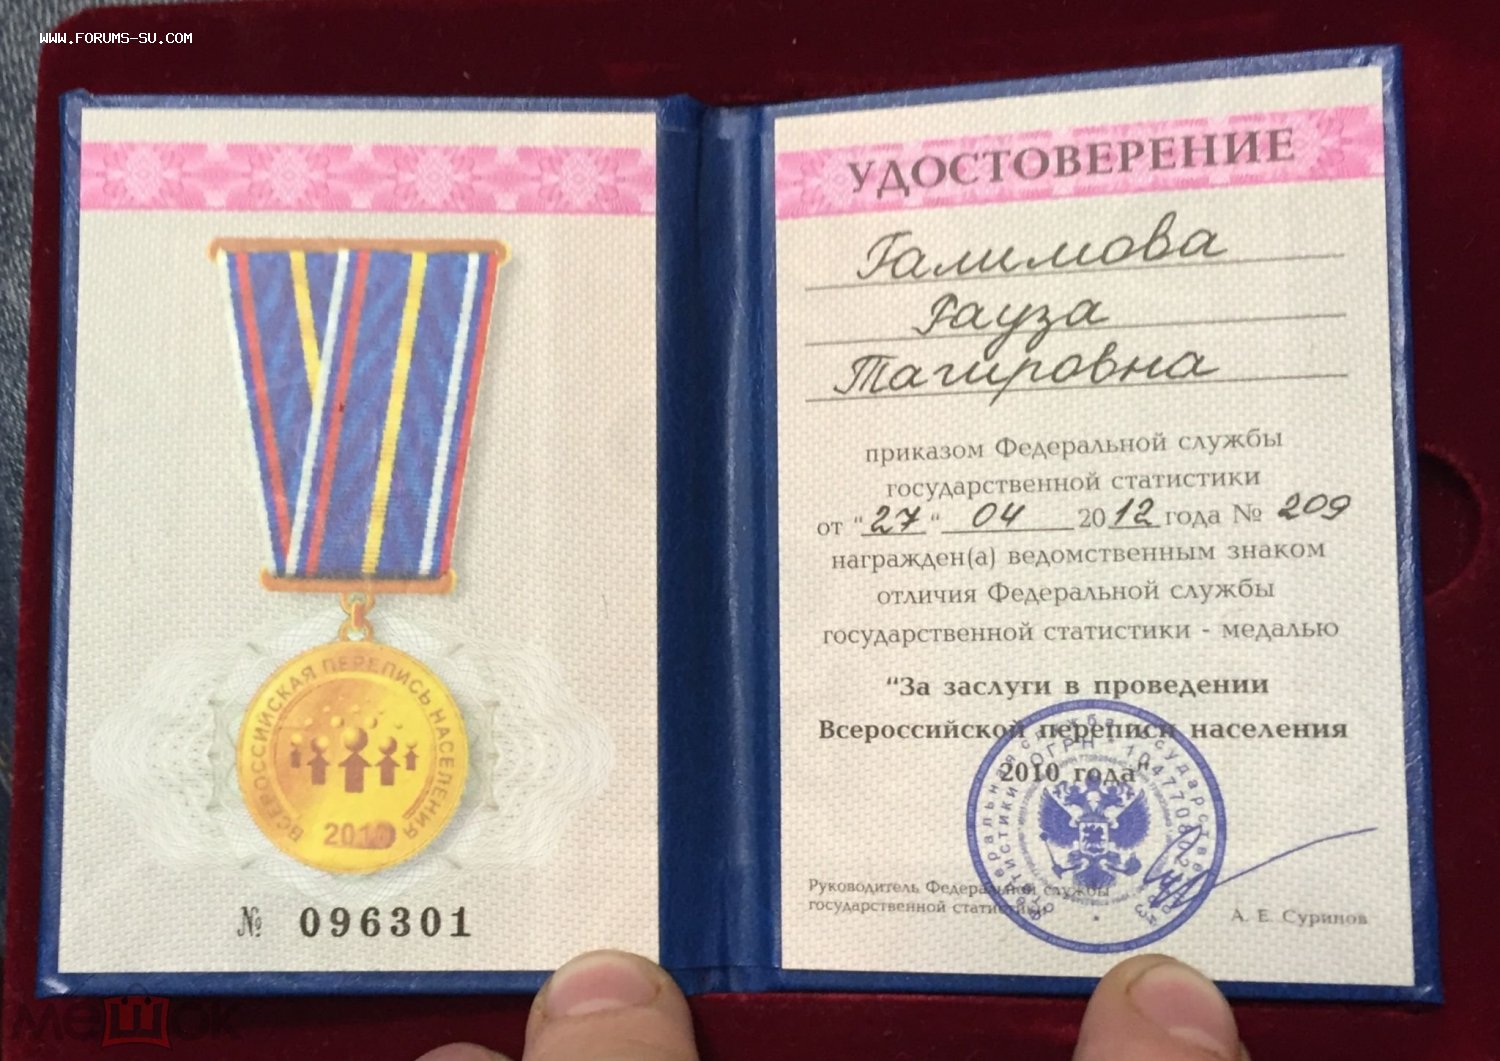 WWW.FORUMS-SU.COM
ВСЕРОССИЙСКАЯ ПЕРЕПИСЬ НАСЕЛЕНИЯ
2010
№ 096301
УДОСТОВЕРЕНИЕ
Галимова
Гауза
Тагировна
приказом Федеральной службы
государственной статистики
от "27" 04 2012 года № 209
награжден(а) ведомственным знаком
отличия Федеральной службы
государственной статистики - медалью
"За заслуги в проведении
Всероссийской переписи населения
2010 года"
Руководитель Федеральной службы
государственной статистики
А. Е. Суринов
мешок